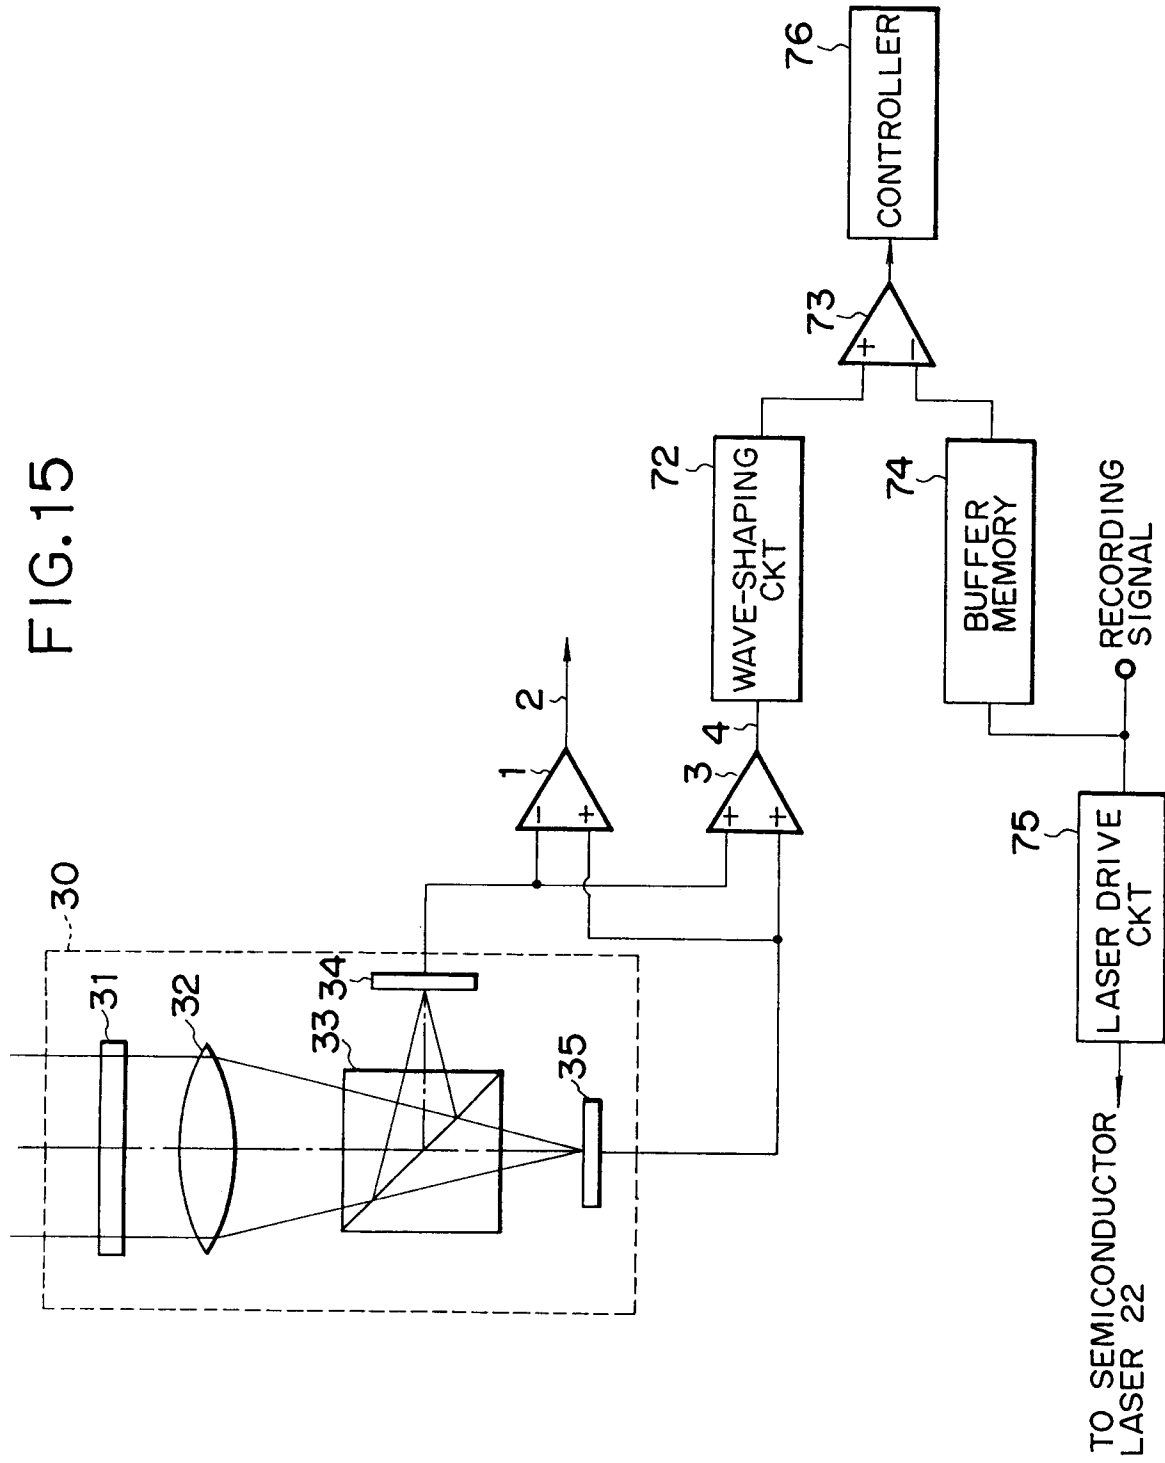 FIG.15
30
31
32
33
34
35
1
2
3
4
-
+
+
+
72
WAVE-SHAPING
CKT
73
+
-
76
CONTROLLER
74
BUFFER
MEMORY
75
LASER DRIVE
CKT
RECORDING
SIGNAL
TO SEMICONDUCTOR
LASER 22